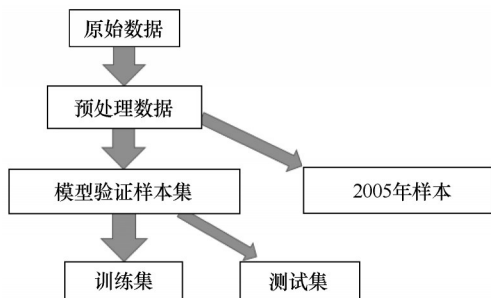 原始数据
预处理数据
模型验证样本集
2005年样本
训练集
测试集